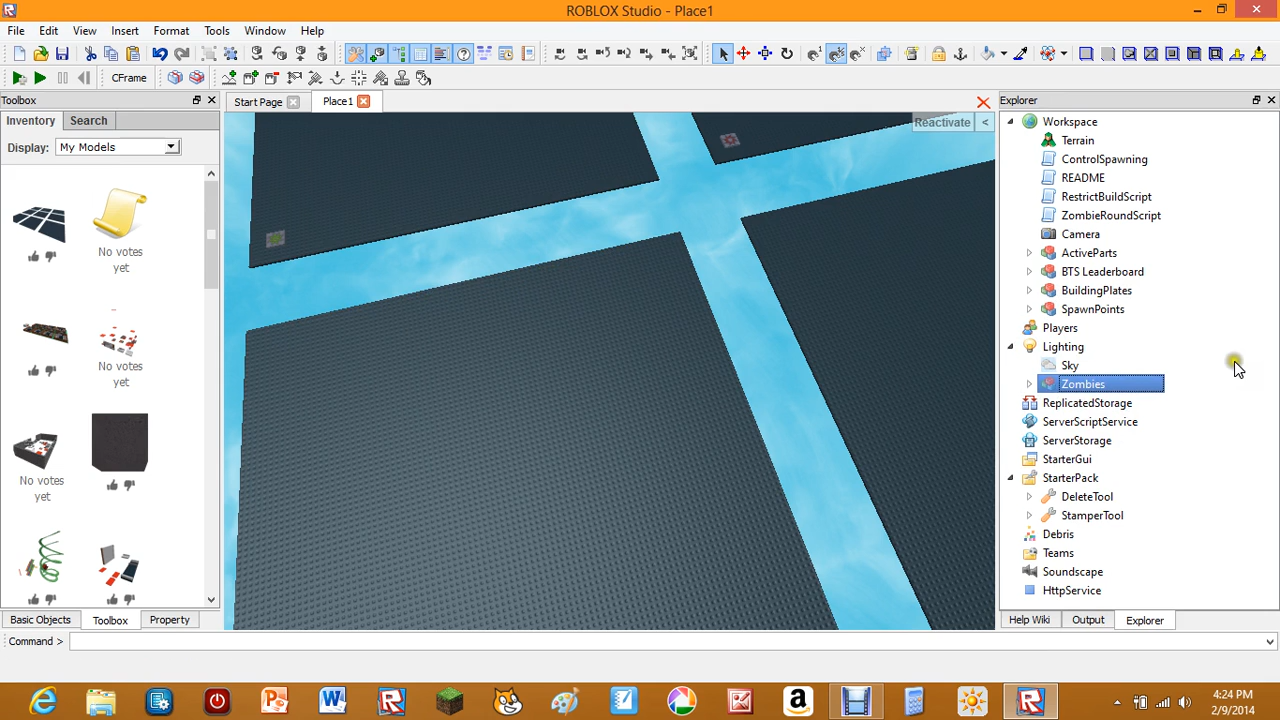 ROBLOX Studio - Place1
File Edit View Insert Format Tools Window Help
CFrame
Toolbox
Start Page
Place1
Explorer
Inventory Search
Display: My Models
No votes yet
No votes yet
No votes yet
Reactivate <
Workspace
Terrain
ControlSpawning
README
RestrictBuildScript
ZombieRoundScript
Camera
ActiveParts
BTS Leaderboard
BuildingPlates
SpawnPoints
Players
Lighting
Sky
Zombies
ReplicatedStorage
ServerScriptService
ServerStorage
StarterGui
StarterPack
DeleteTool
StamperTool
Debris
Teams
Soundscape
HttpService
Basic Objects Toolbox Property
Help Wiki Output Explorer
Command >
4:24 PM
2/9/2014